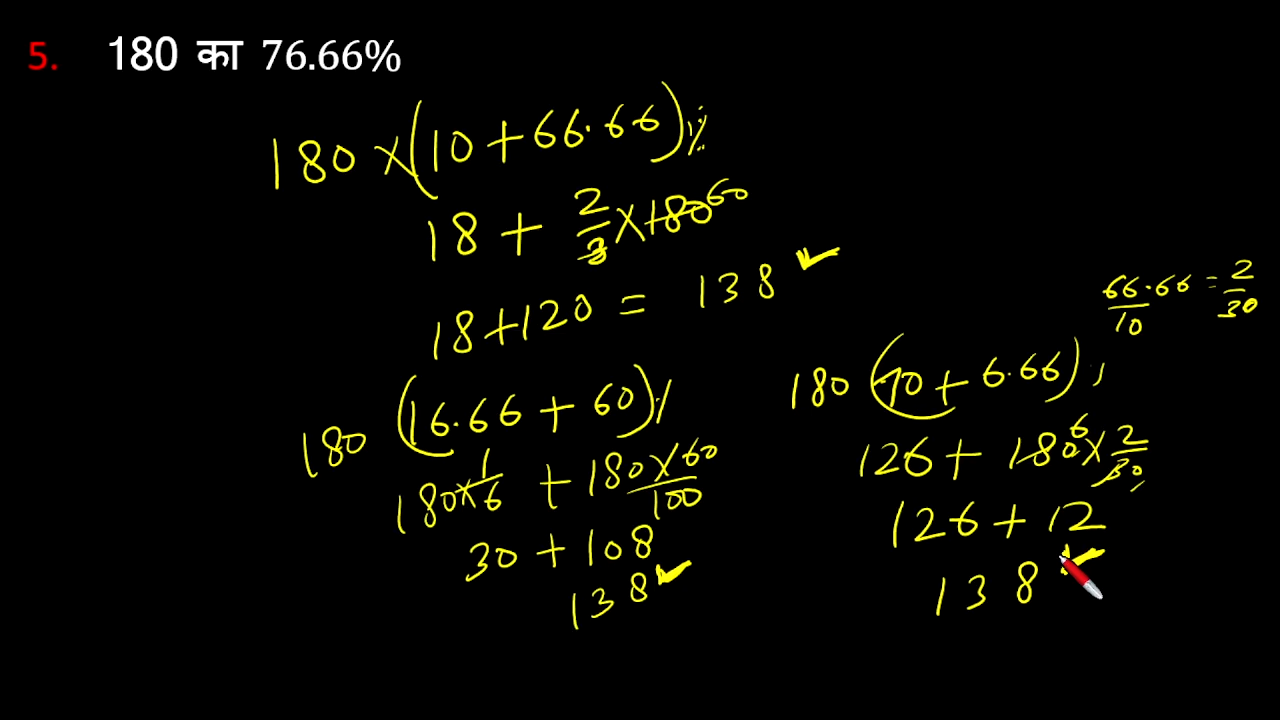 5. 180 का 76.66%
180 × (10 + 66.66)%
18 + 2/3 × 180 60
18 + 120 = 138 ✓
180 (16.66 + 60)%
180 × 1/6 + 180 × 60/100
30 + 108
138 ✓
66.66/10 = 2/30
180 (70 + 6.66)
126 + 180 6 × 2/30
126 + 12
138 ✓